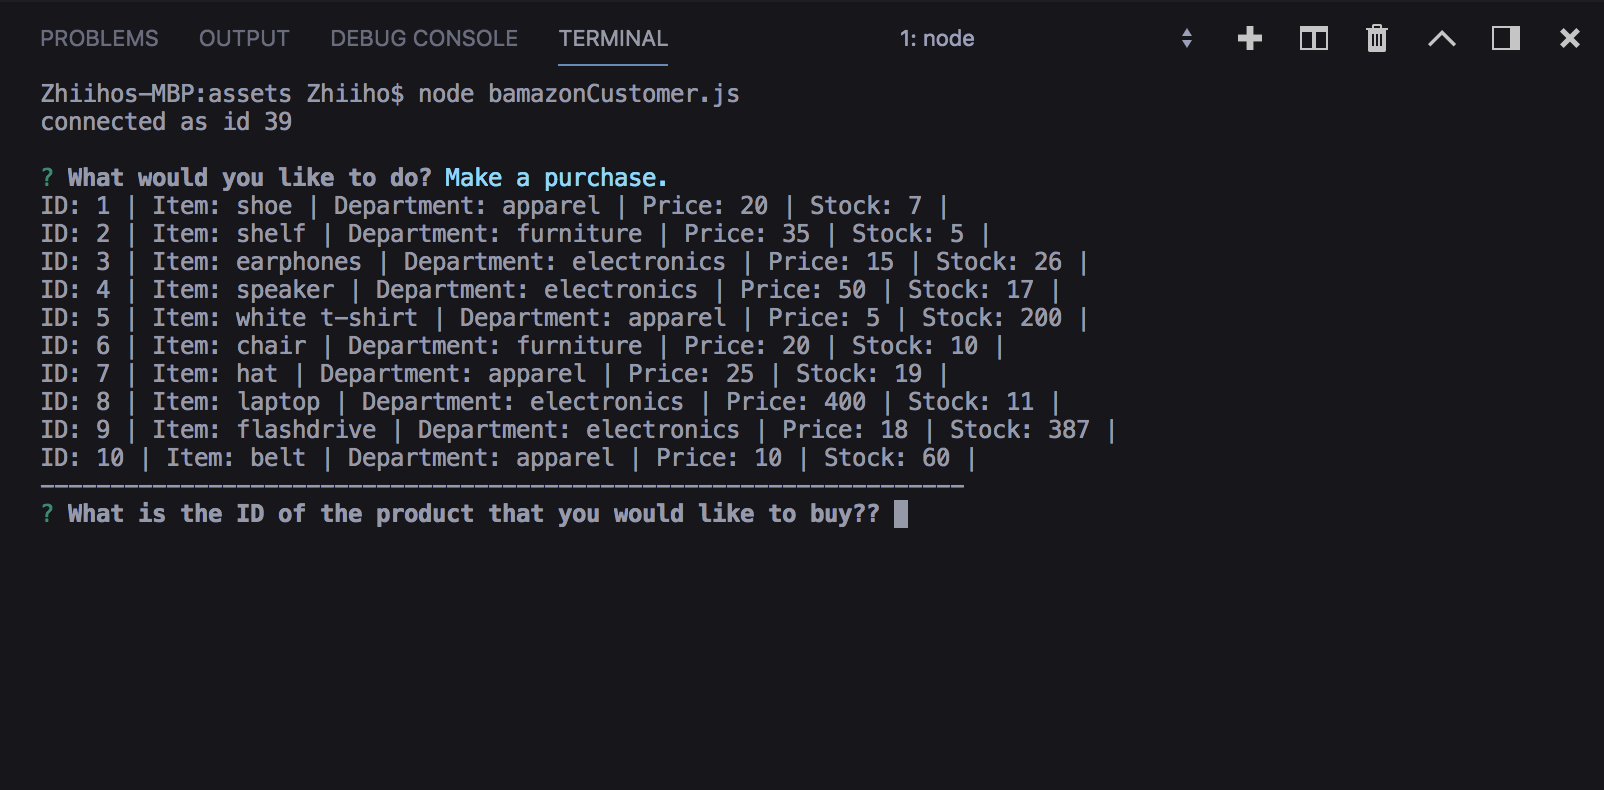 PROBLEMS OUTPUT DEBUG CONSOLE TERMINAL 1: node
Zhiihos-MBP:assets Zhiiho$ node bamazonCustomer.js
connected as id 39
? What would you like to do? Make a purchase.
ID: 1 | Item: shoe | Department: apparel | Price: 20 | Stock: 7 |
ID: 2 | Item: shelf | Department: furniture | Price: 35 | Stock: 5 |
ID: 3 | Item: earphones | Department: electronics | Price: 15 | Stock: 26 |
ID: 4 | Item: speaker | Department: electronics | Price: 50 | Stock: 17 |
ID: 5 | Item: white t-shirt | Department: apparel | Price: 5 | Stock: 200 |
ID: 6 | Item: chair | Department: furniture | Price: 20 | Stock: 10 |
ID: 7 | Item: hat | Department: apparel | Price: 25 | Stock: 19 |
ID: 8 | Item: laptop | Department: electronics | Price: 400 | Stock: 11 |
ID: 9 | Item: flashdrive | Department: electronics | Price: 18 | Stock: 387 |
ID: 10 | Item: belt | Department: apparel | Price: 10 | Stock: 60 |
------------------------------------------------------------------
? What is the ID of the product that you would like to buy??